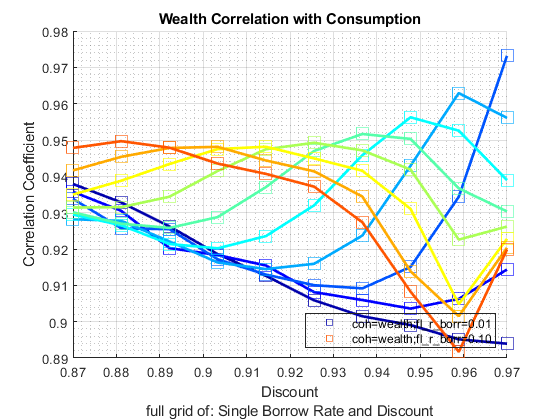 Wealth Correlation with Consumption
0.98
0.97
0.96
0.95
0.94
0.93
0.92
0.91
0.9
0.89
Correlation Coefficient
coh=wealth;fl_r_borr=0.01
coh=wealth;fl_r_borr=0.10
0.87 0.88 0.89 0.9 0.91 0.92 0.93 0.94 0.95 0.96 0.97
Discount
full grid of: Single Borrow Rate and Discount